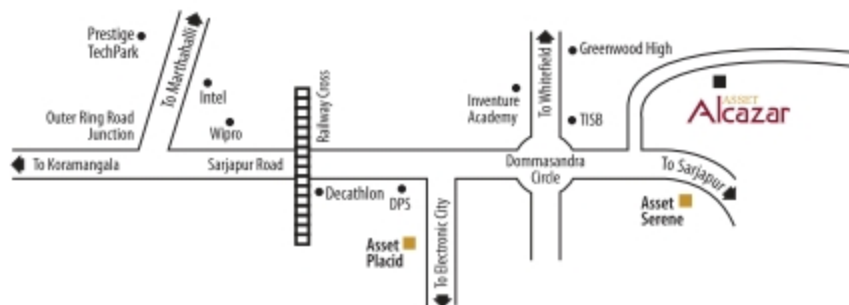 Prestige
TechPark
To Marthahalli
Intel
Outer Ring Road
Junction
Wipro
Railway Cross
To Koramangala
Sarjapur Road
Decathlon
DPS
Asset
Placid
To Electronic City
Inventure
Academy
To Whitefield
Greenwood High
TISB
Dommasandra
Circle
ASSET
Alcazar
To Sarjapur
Asset
Serene